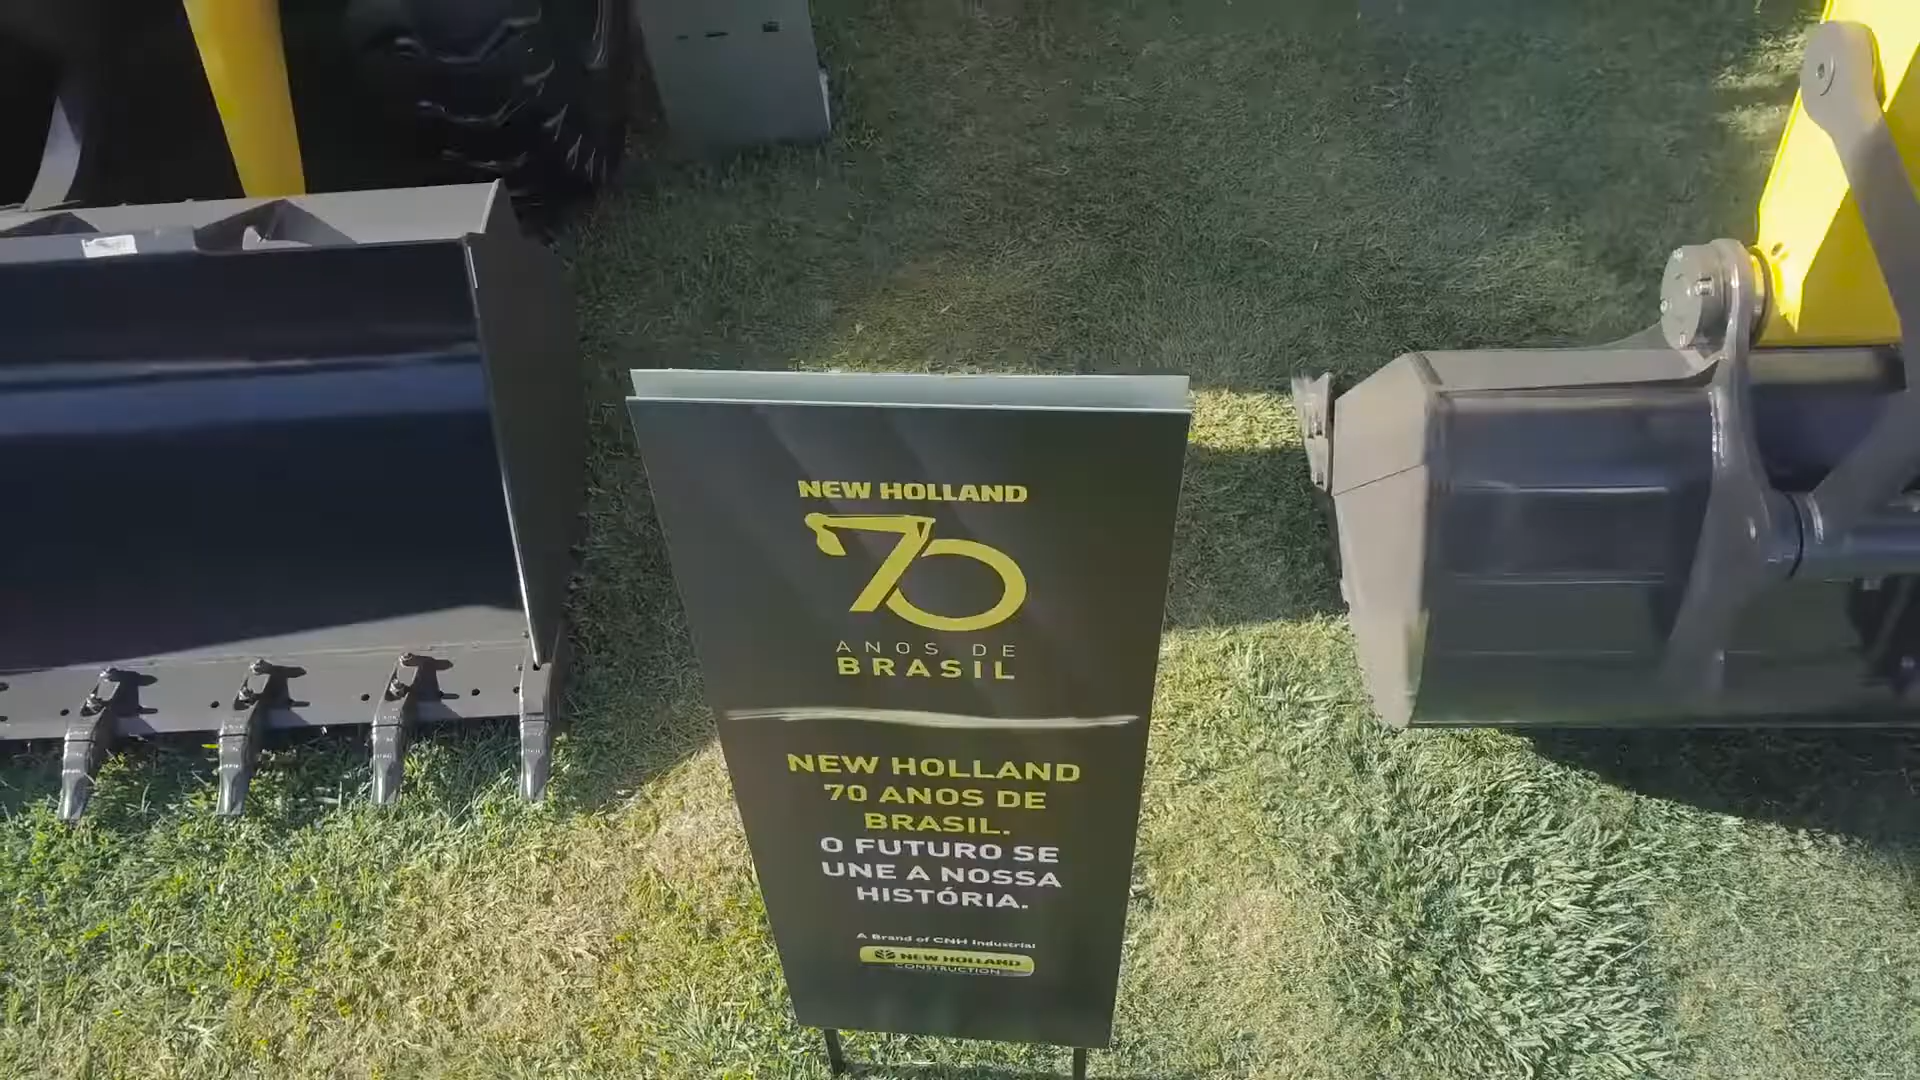 NEW HOLLAND
70
ANOS DE
BRASIL
NEW HOLLAND
70 ANOS DE
BRASIL.
O FUTURO SE
UNE A NOSSA
HISTÓRIA.
A Brand of CNH Industrial
NEW HOLLAND
CONSTRUCTION